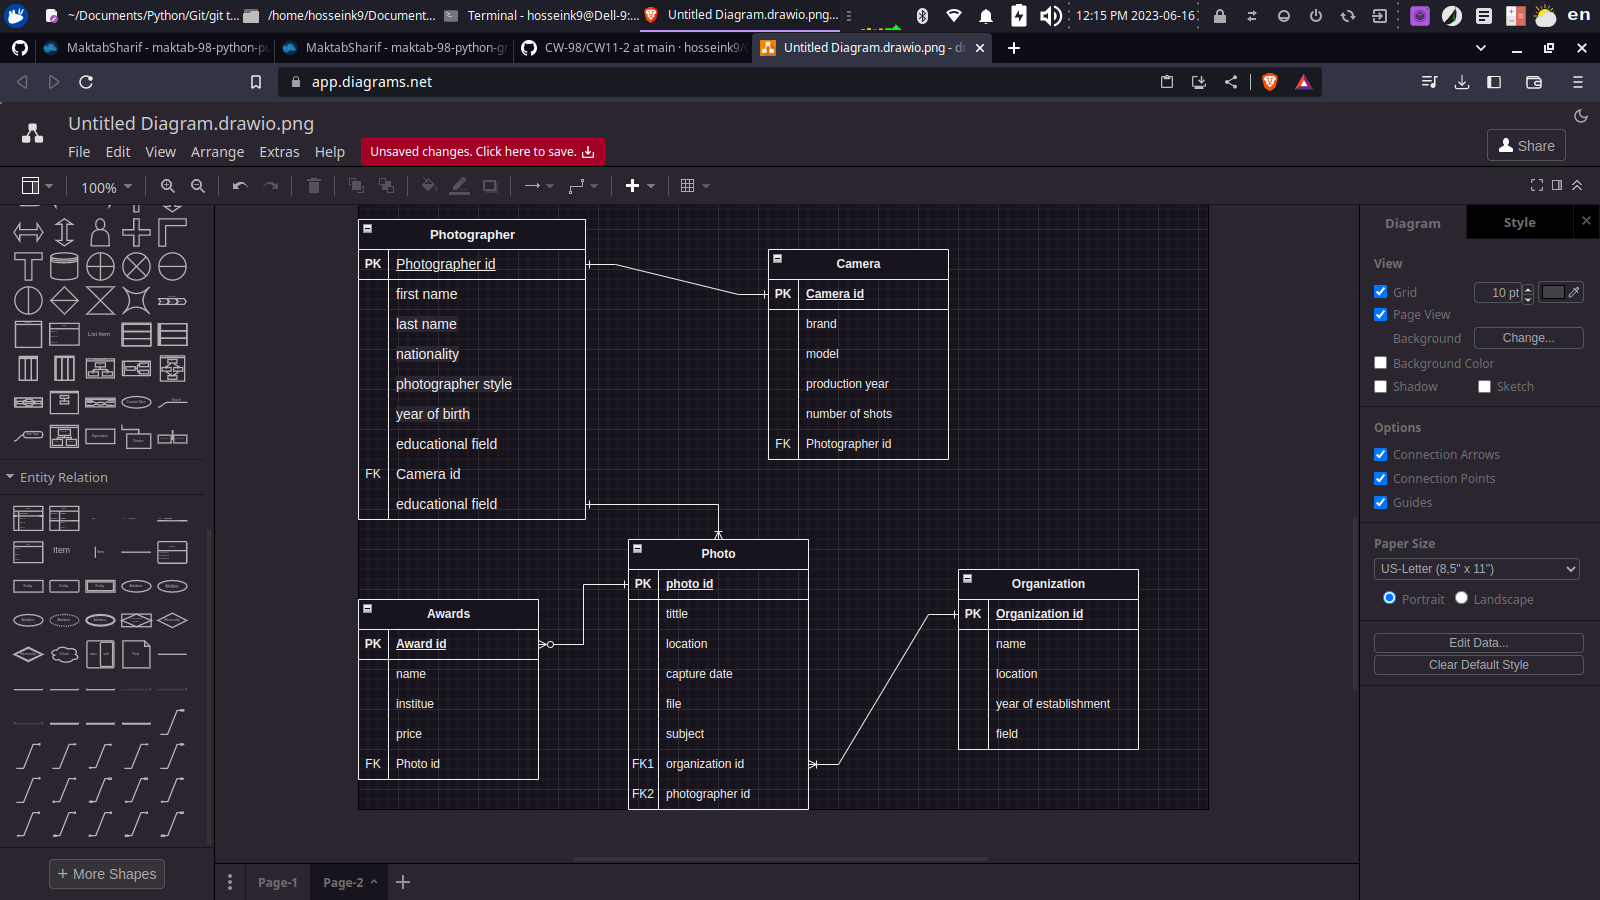 ~/Documents/Python/Git/git t...
/home/hosseink9/Document...
Terminal - hosseink9@Dell-9:...
Untitled Diagram.drawio.png...
12:15 PM 2023-06-16
en
MaktabSharif - maktab-98-python-p
MaktabSharif - maktab-98-python-g
CW-98/CW11-2 at main · hosseink9/
Untitled Diagram.drawio.png - d
app.diagrams.net
Untitled Diagram.drawio.png
File Edit View Arrange Extras Help
Unsaved changes. Click here to save.
Share
100%
List Item
Entity Relation
Item
+ More Shapes
Photographer
PK Photographer id
first name
last name
nationality
photographer style
year of birth
educational field
FK Camera id
educational field
Camera
PK Camera id
brand
model
production year
number of shots
FK Photographer id
Photo
PK photo id
tittle
location
capture date
file
subject
FK1 organization id
FK2 photographer id
Awards
PK Award id
name
institue
price
FK Photo id
Organization
PK Organization id
name
location
year of establishment
field
Page-1
Page-2
Diagram
Style
View
Grid
10 pt
Page View
Background
Change...
Background Color
Shadow
Sketch
Options
Connection Arrows
Connection Points
Guides
Paper Size
US-Letter (8,5" x 11")
Portrait
Landscape
Edit Data...
Clear Default Style